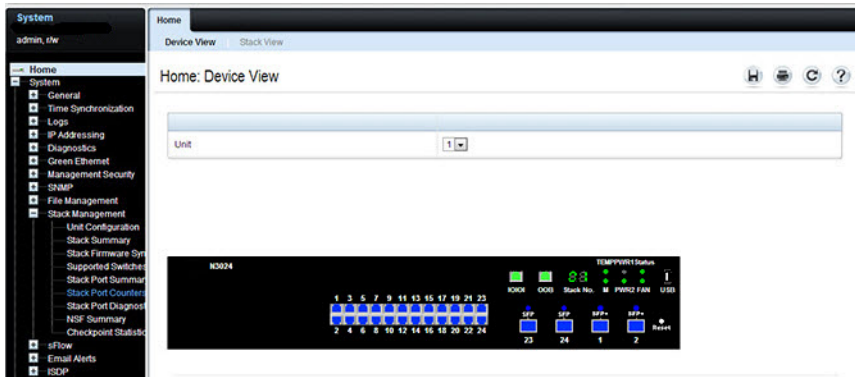 System
admin, r/w
Home
System
General
Time Synchronization
Logs
IP Addressing
Diagnostics
Green Ethernet
Management Security
SNMP
File Management
Stack Management
Unit Configuration
Stack Summary
Stack Firmware Syn
Supported Switches
Stack Port Summar
Stack Port Counters
Stack Port Diagnost
NSF Summary
Checkpoint Statistic
sFlow
Email Alerts
ISDP
Home
Device View Stack View
Home: Device View
Unit 1
N3024
TEMP PWR1 Status
IOIOI OOB Stack No. M PWR2 FAN USB
1 3 5 7 9 11 13 15 17 19 21 23
2 4 6 8 10 12 14 16 18 20 22 24
SFP SFP SFP+ SFP+ Reset
23 24 1 2